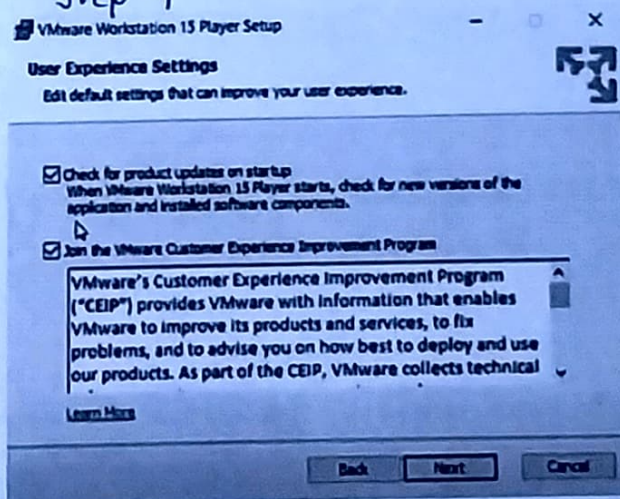 Step
VMware Workstation 15 Player Setup
User Experience Settings
Edit default settings that can improve your user experience.
Check for product updates on startup
When VMware Workstation 15 Player starts, check for new versions of the
application and installed software components.
Join the VMware Customer Experience Improvement Program
VMware's Customer Experience Improvement Program
("CEIP") provides VMware with information that enables
VMware to improve its products and services, to fix
problems, and to advise you on how best to deploy and use
our products. As part of the CEIP, VMware collects technical
Learn More
Back
Next
Cancel